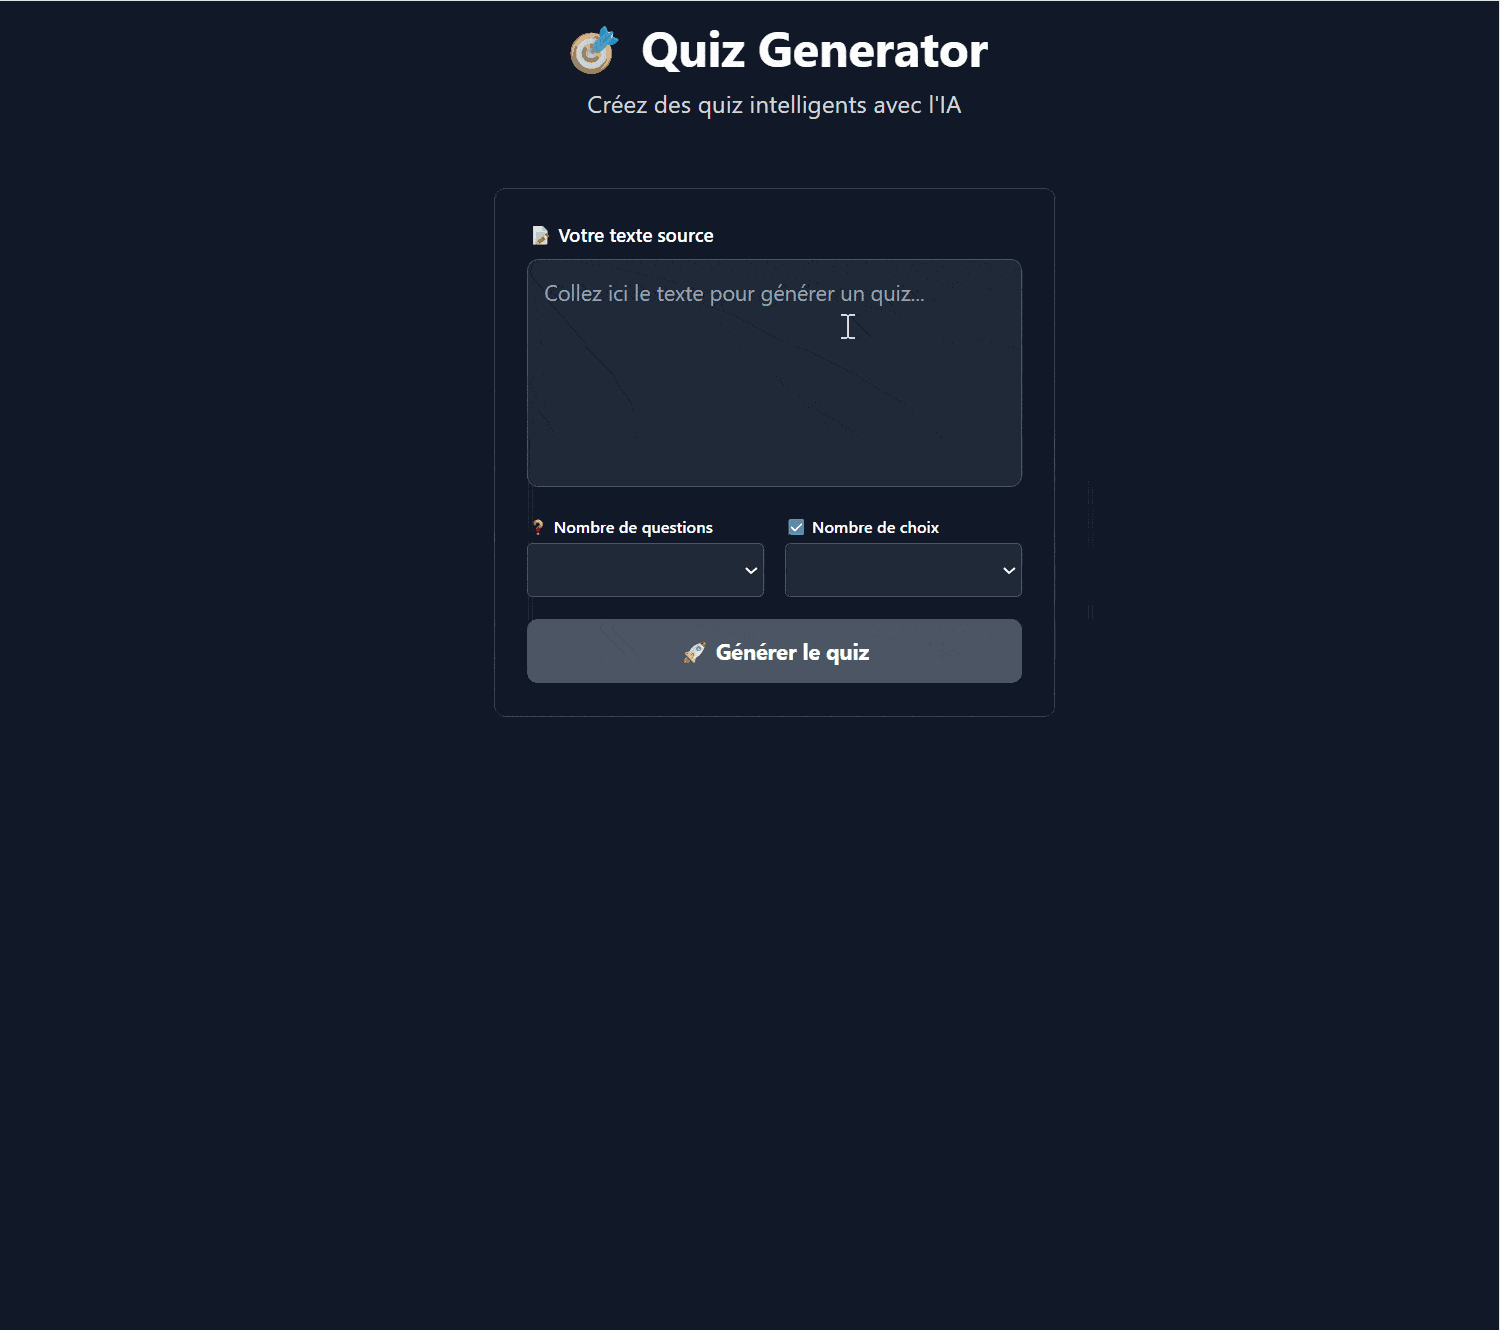 Quiz Generator
Créez des quiz intelligents avec l'IA
Votre texte source
Collez ici le texte pour générer un quiz...
Nombre de questions
Nombre de choix
Générer le quiz